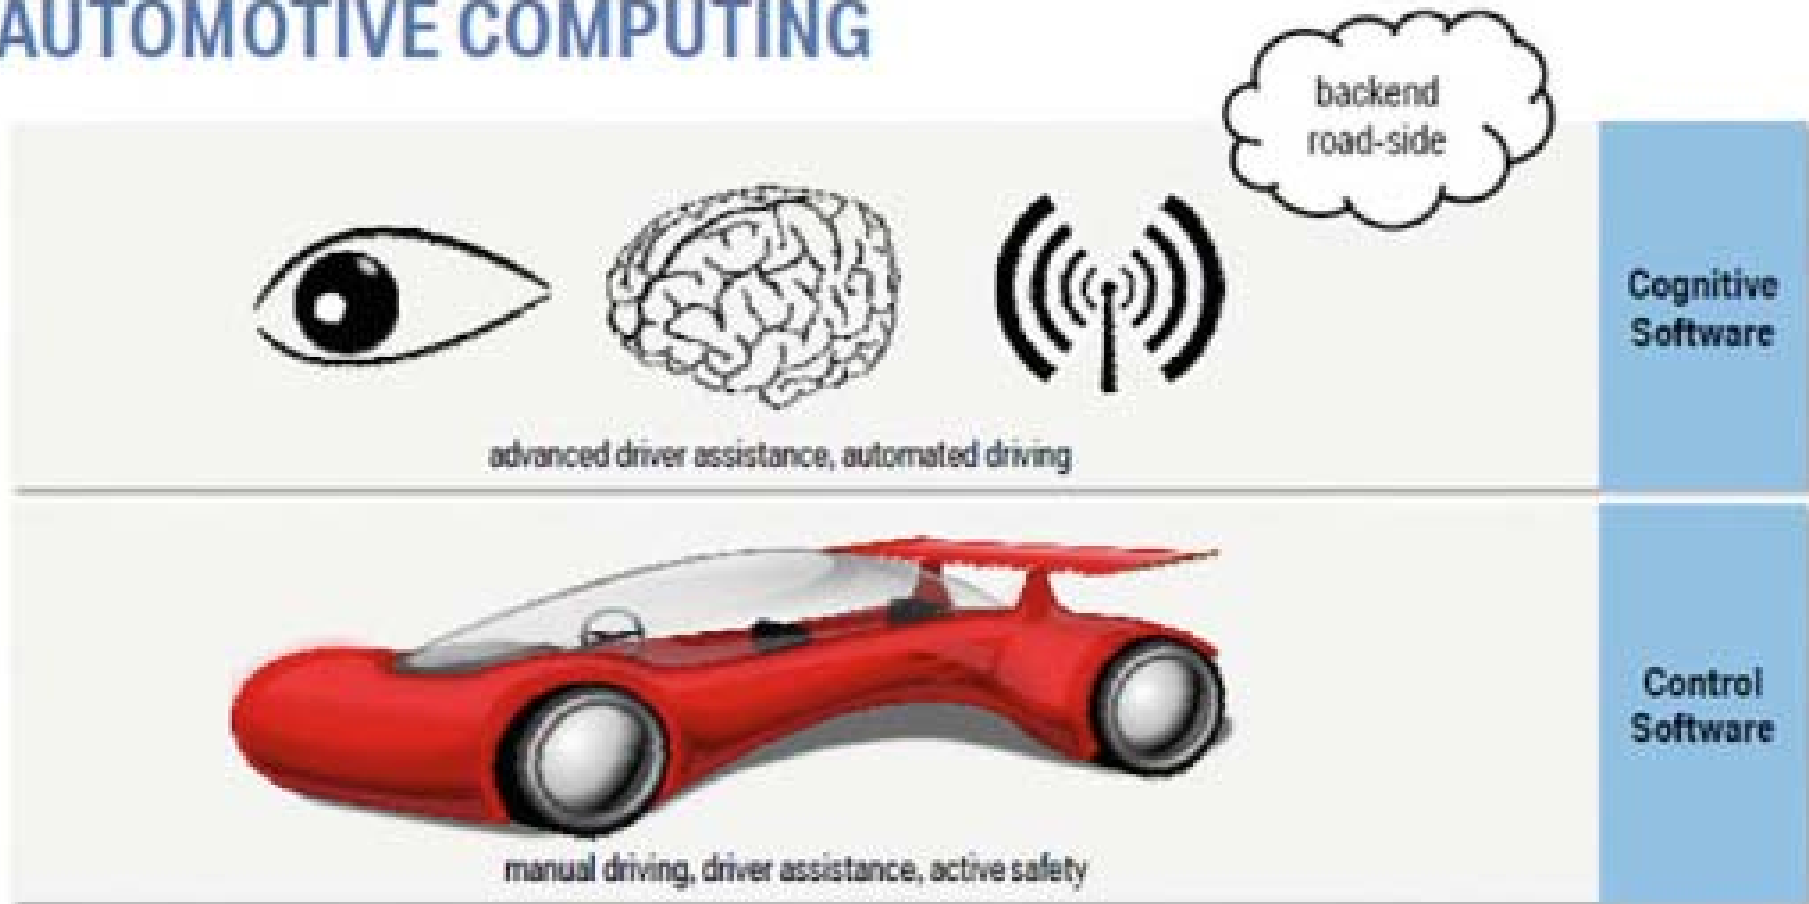 AUTOMOTIVE COMPUTING
backend
road-side
Cognitive
Software
advanced driver assistance, automated driving
Control
Software
manual driving, driver assistance, active safety